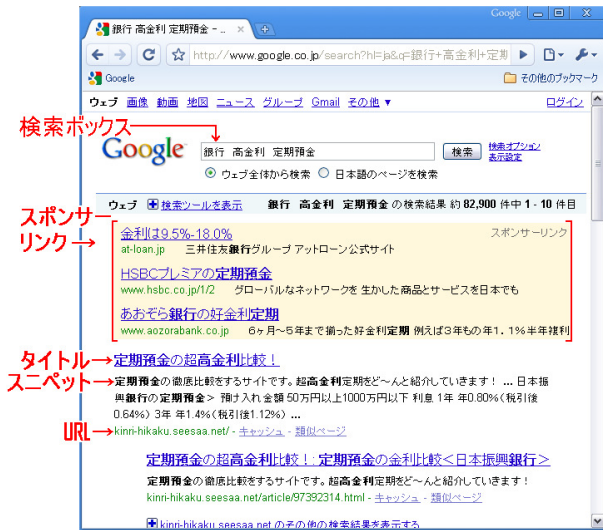 Google
銀行 高金利 定期預金 - ...
http://www.google.co.jp/search?hl=ja&q=銀行+高金利+定期
Google
その他のブックマーク
ウェブ 画像 動画 地図 ニュース グループ Gmail その他 ▼ ログイン
検索ボックス
Google
銀行 高金利 定期預金
検索
検索オプション
表示設定
ウェブ全体から検索 日本語のページを検索
ウェブ 検索ツールを表示 銀行 高金利 定期預金 の検索結果 約 82,900 件中 1 - 10 件目
スポンサー
リンク→
金利は9.5%-18.0%
スポンサーリンク
at-loan.jp 三井住友銀行グループ アットローン公式サイト
HSBCプレミアの定期預金
www.hsbc.co.jp/1/2 グローバルなネットワークを 生かした商品とサービスを日本でも
あおぞら銀行の好金利定期
www.aozorabank.co.jp 6ヶ月～5年まで揃った好金利定期 例えば3年もの年1．1％半年複利
タイトル→
定期預金の超高金利比較！
スニペット→
定期預金の徹底比較をするサイトです。超高金利定期をど～んと紹介していきます！ ... 日本振
興銀行の定期預金＞ 預け入れ金額 50万円以上1000万円以下 利息 1年 年0.80%（税引後
0.64%） 3年 年1.4%（税引後1.12%） ...
URL→
kinri-hikaku.seesaa.net/ - キャッシュ - 類似ページ
定期預金の超高金利比較！: 定期預金の金利比較＜日本振興銀行＞
定期預金の徹底比較をするサイトです。超高金利定期をど～んと紹介していきます！
kinri-hikaku.seesaa.net/article/97392314.html - キャッシュ - 類似ページ
kinri-hikaku.seesaa.net のその他の検索結果を表示する